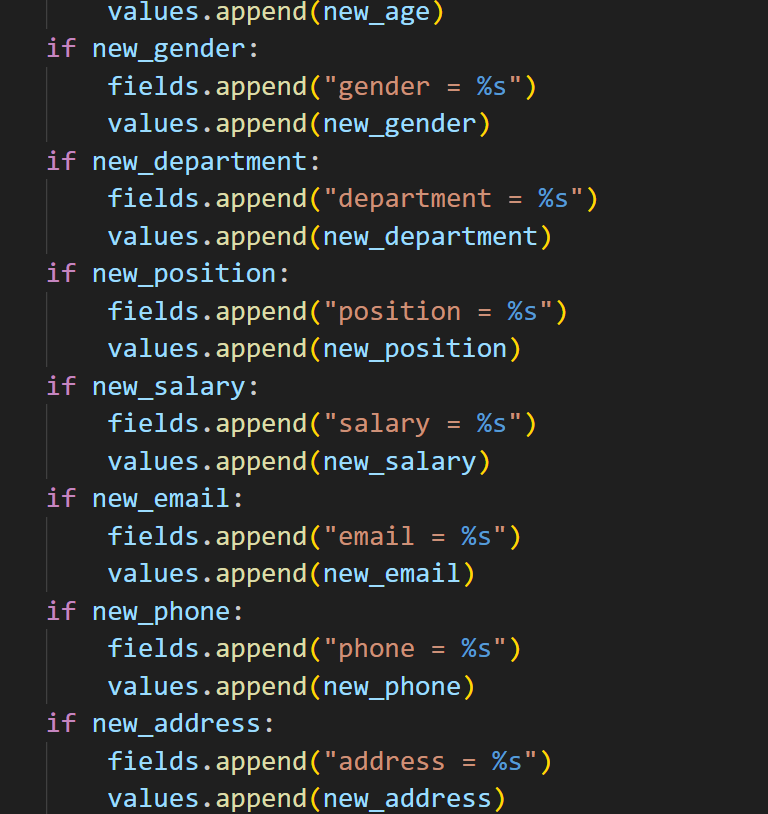 values.append(new_age)
    if new_gender:
        fields.append("gender = %s")
        values.append(new_gender)
    if new_department:
        fields.append("department = %s")
        values.append(new_department)
    if new_position:
        fields.append("position = %s")
        values.append(new_position)
    if new_salary:
        fields.append("salary = %s")
        values.append(new_salary)
    if new_email:
        fields.append("email = %s")
        values.append(new_email)
    if new_phone:
        fields.append("phone = %s")
        values.append(new_phone)
    if new_address:
        fields.append("address = %s")
        values.append(new_address)